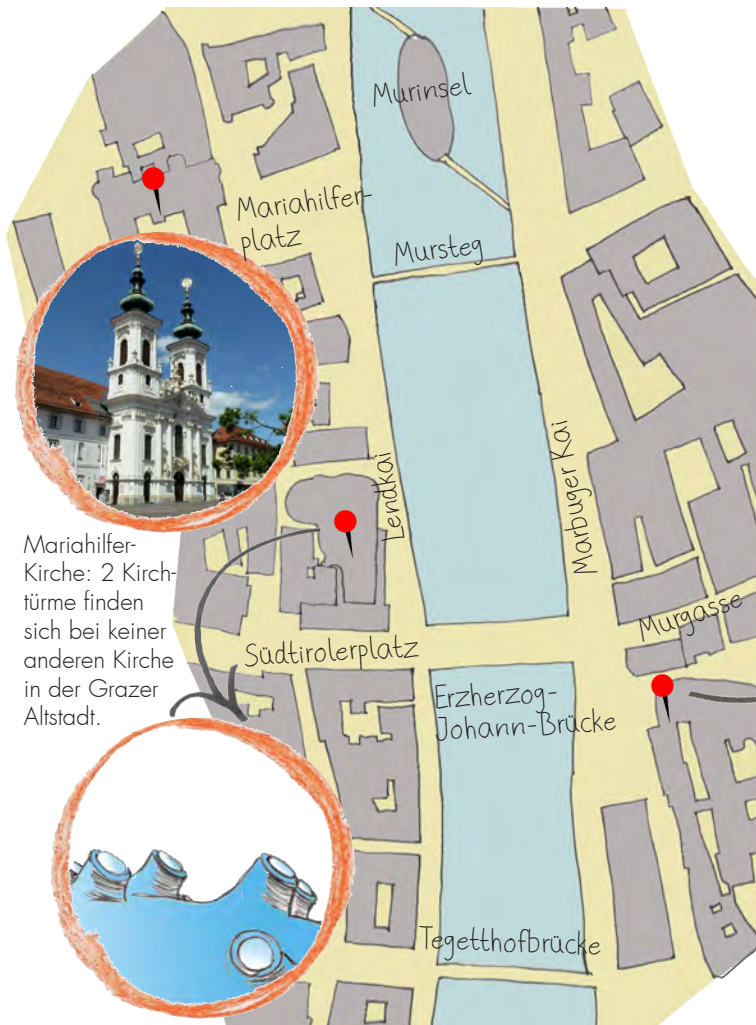 Murinsel
Mariahilfer-
platz
Mursteg
Lendkai
Marbuger Kai
Mariahilfer-
Kirche: 2 Kirch-
türme finden
sich bei keiner
anderen Kirche
in der Grazer
Altstadt.
Murgasse
Südtirolerplatz
Erzherzog-
Johann-Brücke
Tegetthofbrücke